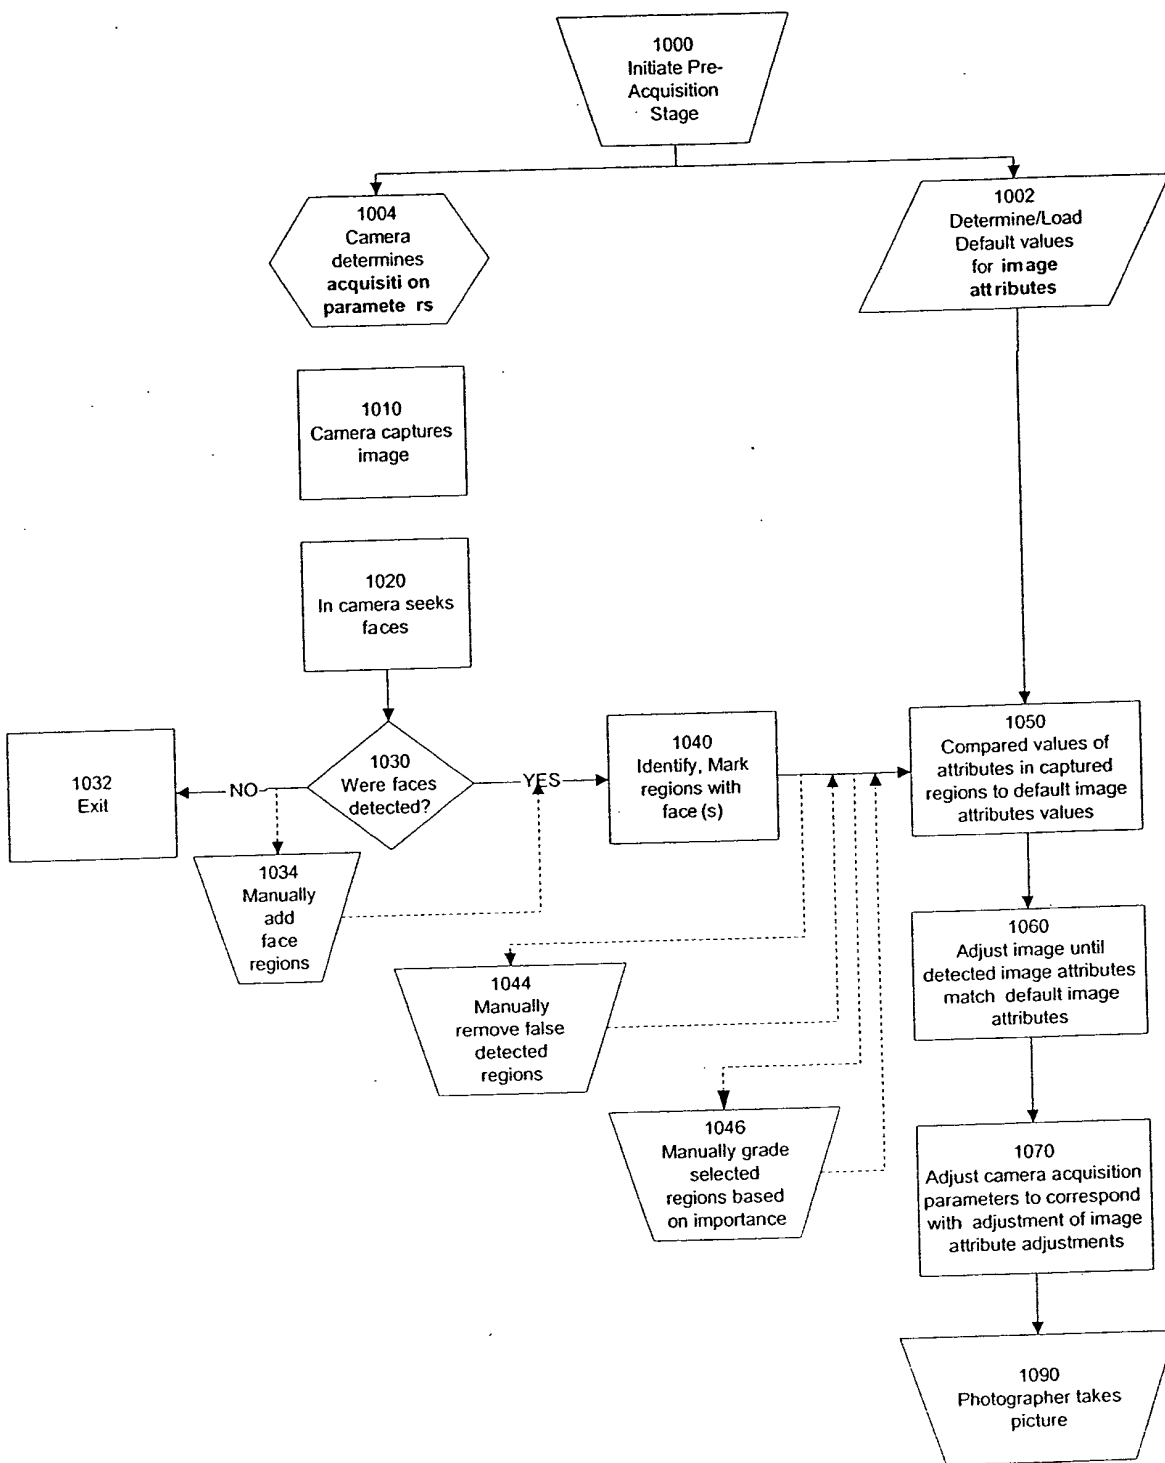 1000
Initiate Pre-
Acquisition
Stage
1004
Camera
determines
acquisiti on
paramete rs
1002
Determine/Load
Default values
for image
attributes
1010
Camera captures
image
1020
In camera seeks
faces
1030
Were faces
detected?
NO
YES
1032
Exit
1034
Manually
add
face
regions
1040
Identify, Mark
regions with
face(s)
1044
Manually
remove false
detected
regions
1046
Manually grade
selected
regions based
on importance
1050
Compared values of
attributes in captured
regions to default image
attributes values
1060
Adjust image until
detected image attributes
match default image
attributes
1070
Adjust camera acquisition
parameters to correspond
with adjustment of image
attribute adjustments
1090
Photographer takes
picture